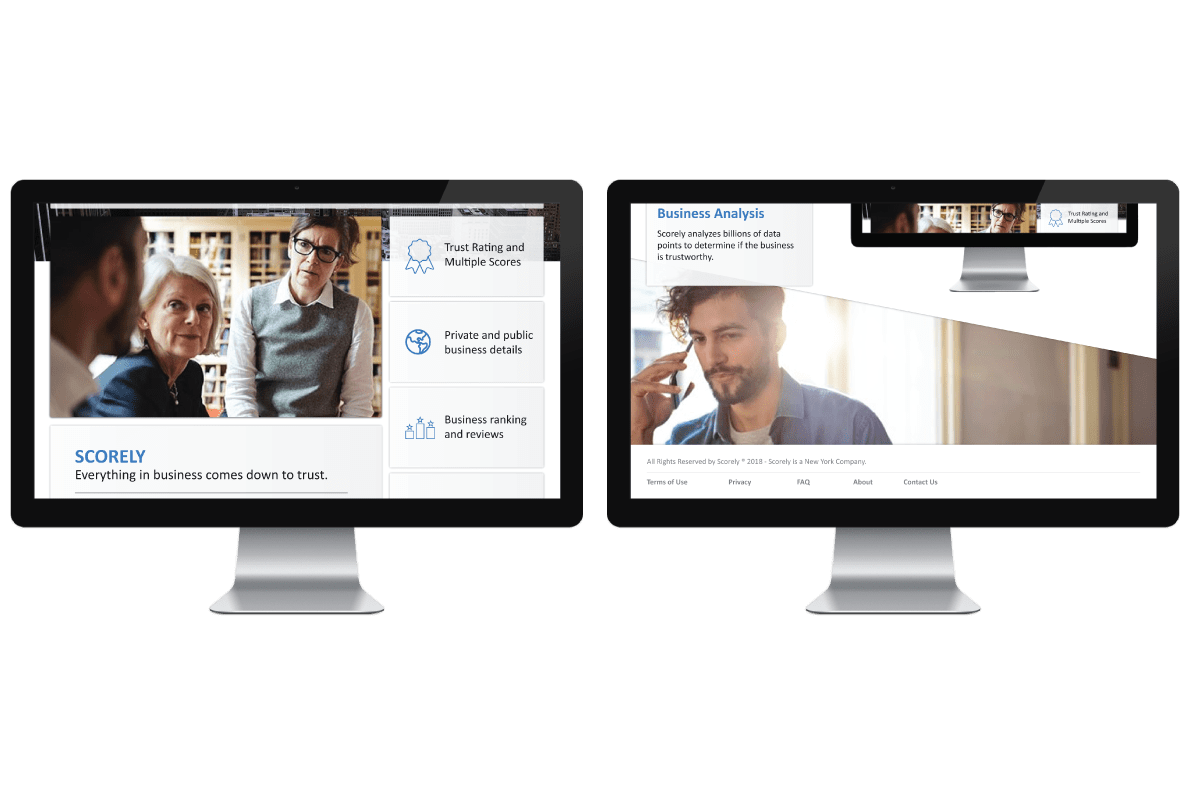 Trust Rating and
Multiple Scores
Private and public
business details
Business ranking
and reviews
SCORELY
Everything in business comes down to trust.
Business Analysis
Scorely analyzes billions of data
points to determine if the business
is trustworthy.
Trust Rating and
Multiple Scores
All Rights Reserved by Scorely ® 2018 - Scorely is a New York Company.
Terms of Use Privacy FAQ About Contact Us